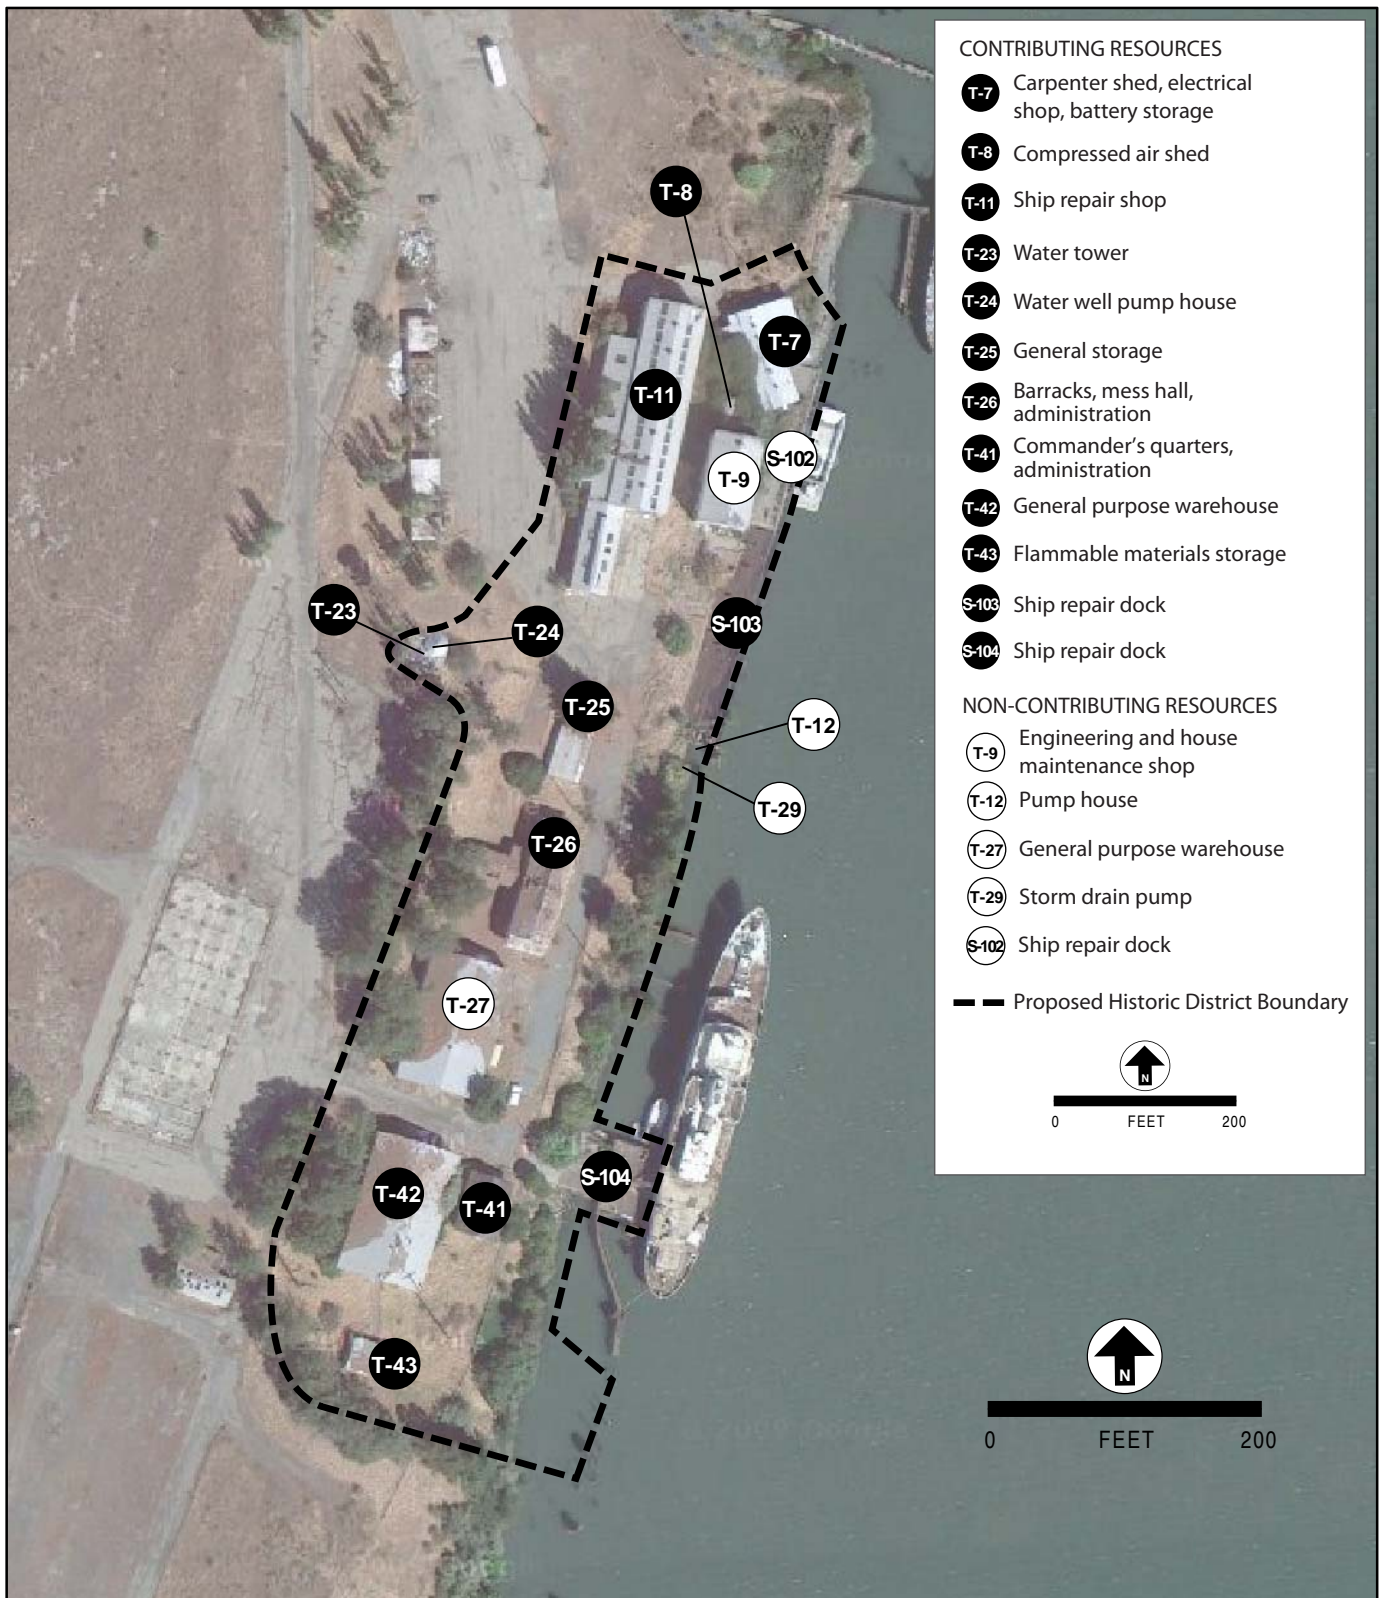 CONTRIBUTING RESOURCES
T-7 Carpenter shed, electrical
shop, battery storage
T-8 Compressed air shed
T-11 Ship repair shop
T-23 Water tower
T-24 Water well pump house
T-25 General storage
T-26 Barracks, mess hall,
administration
T-41 Commander's quarters,
administration
T-42 General purpose warehouse
T-43 Flammable materials storage
S-103 Ship repair dock
S-104 Ship repair dock
NON-CONTRIBUTING RESOURCES
T-9 Engineering and house
maintenance shop
T-12 Pump house
T-27 General purpose warehouse
T-29 Storm drain pump
S-102 Ship repair dock
Proposed Historic District Boundary
N
0 FEET 200
T-8
T-7
T-11
S-102
T-9
T-23
T-24
S-103
T-25
T-12
T-29
T-26
T-27
S-104
T-42
T-41
T-43
N
0 FEET 200